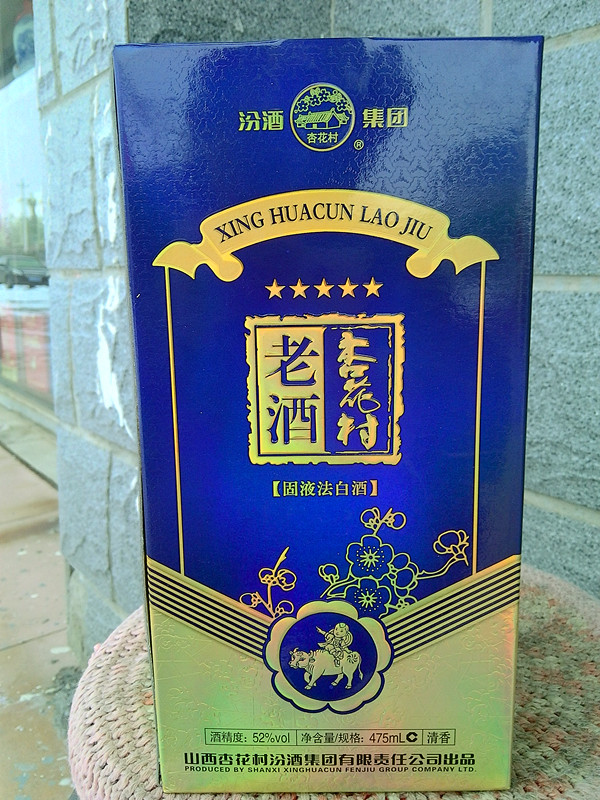 汾酒 杏花村 ® 集团
XING HUACUN LAO JIU
杏花村
老酒
【固液法白酒】
酒精度: 52%vol 净含量/规格: 475mL C 清香
山西杏花村汾酒集团有限责任公司出品
PRODUCED BY SHANXI XINGHUACUN FENJIU GROUP COMPANY LTD.